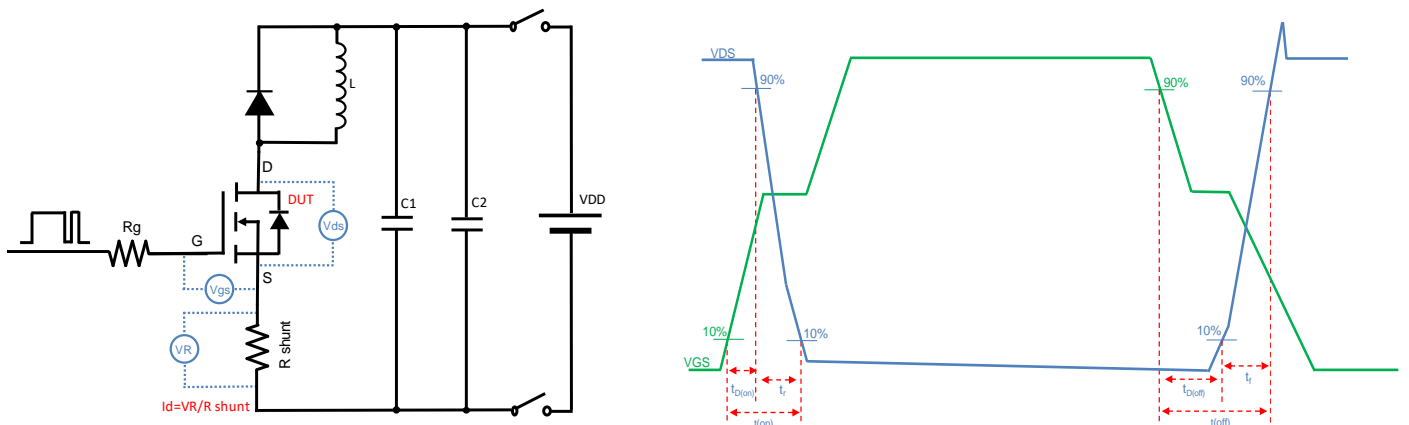 L
D
DUT
Rg
G
Vds
S
Vgs
VR
R shunt
Id=VR/R shunt
C1
C2
VDD
VDS
90%
90%
90%
10%
10%
10%
VGS
tD(on)
tr
t(on)
tD(off)
tf
t(off)